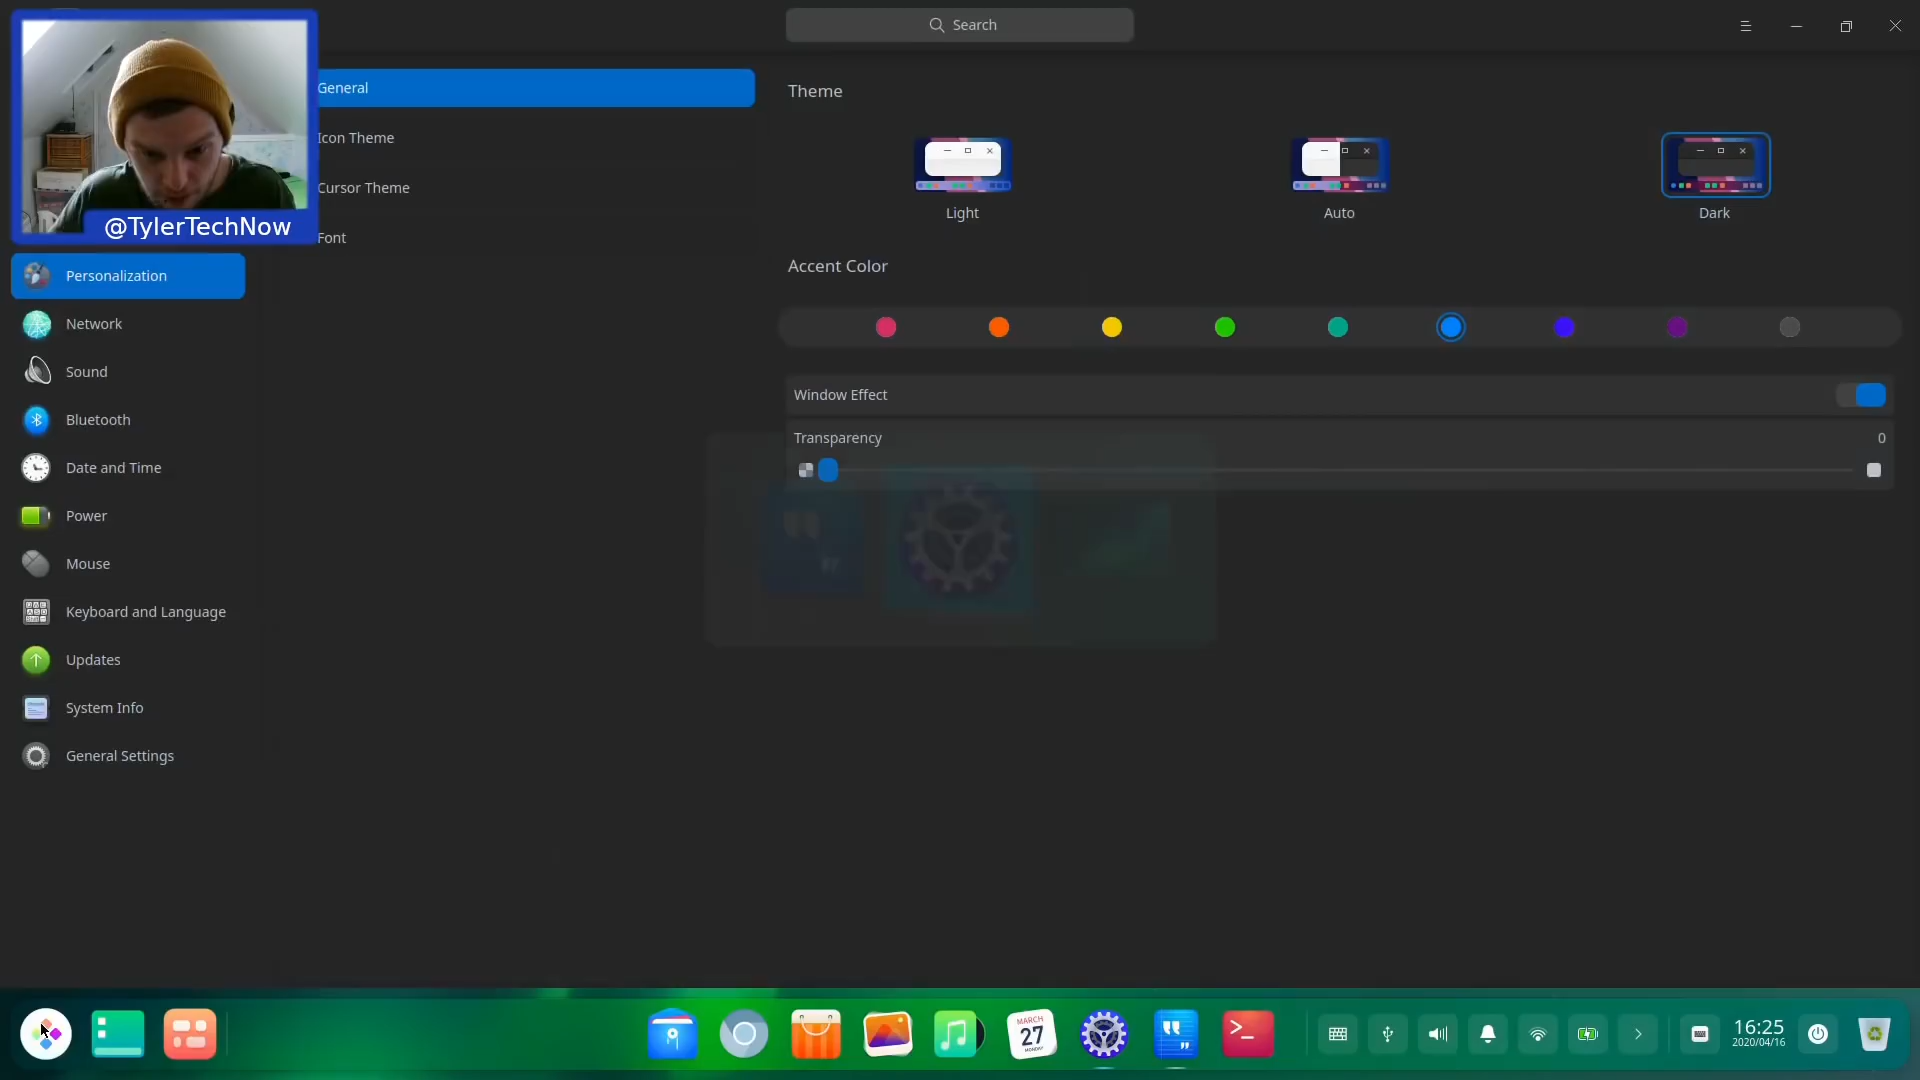 Search
@TylerTechNow
General
Icon Theme
Cursor Theme
Font
Personalization
Network
Sound
Bluetooth
Date and Time
Power
Mouse
Keyboard and Language
Updates
System Info
General Settings
Theme
Light
Auto
Dark
Accent Color
Window Effect
Transparency
0
MARCH
27
MONDAY
16:25
2020/04/16